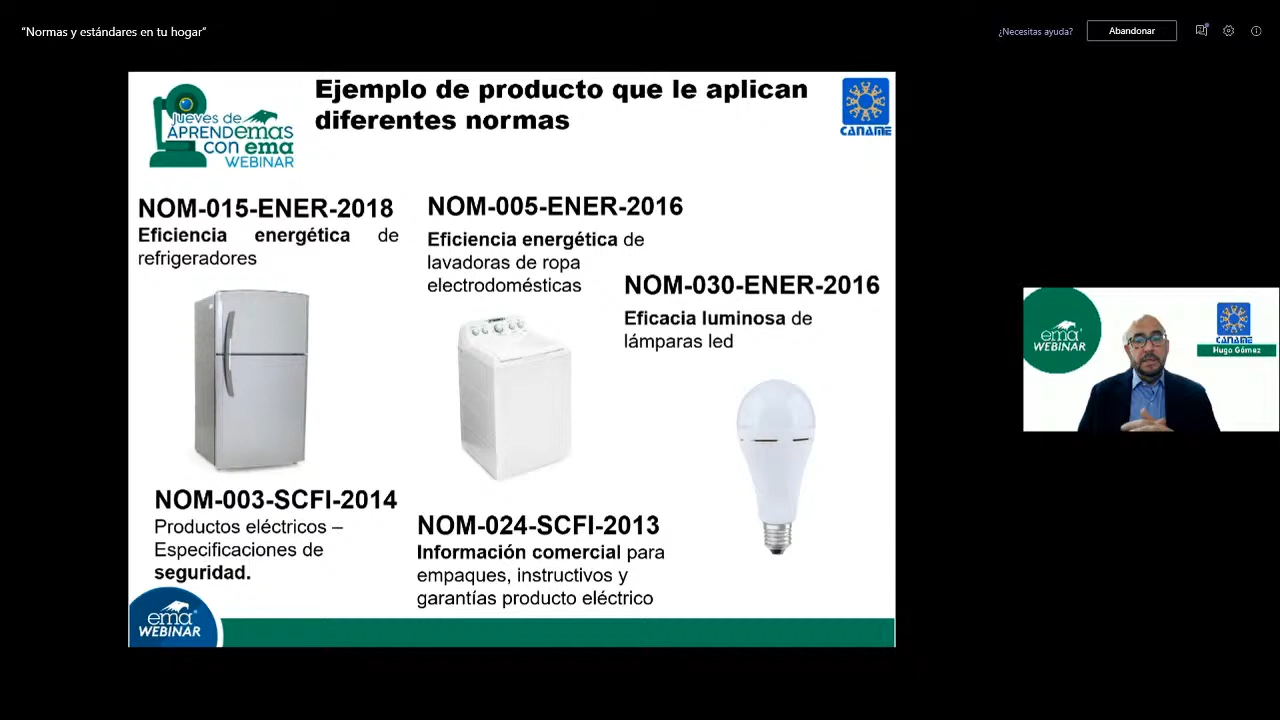 "Normas y estándares en tu hogar"
¿Necesitas ayuda?
Abandonar
jueves de
APRENDEMAS
con ema
WEBINAR
Ejemplo de producto que le aplican
diferentes normas
CANAME
NOM-015-ENER-2018
Eficiencia energética de
refrigeradores
NOM-005-ENER-2016
Eficiencia energética de
lavadoras de ropa
electrodomésticas
NOM-030-ENER-2016
Eficacia luminosa de
lámparas led
NOM-003-SCFI-2014
Productos eléctricos –
Especificaciones de
seguridad.
NOM-024-SCFI-2013
Información comercial para
empaques, instructivos y
garantías producto eléctrico
ema
WEBINAR
ema
WEBINAR
CANAME
Hugo Gómez